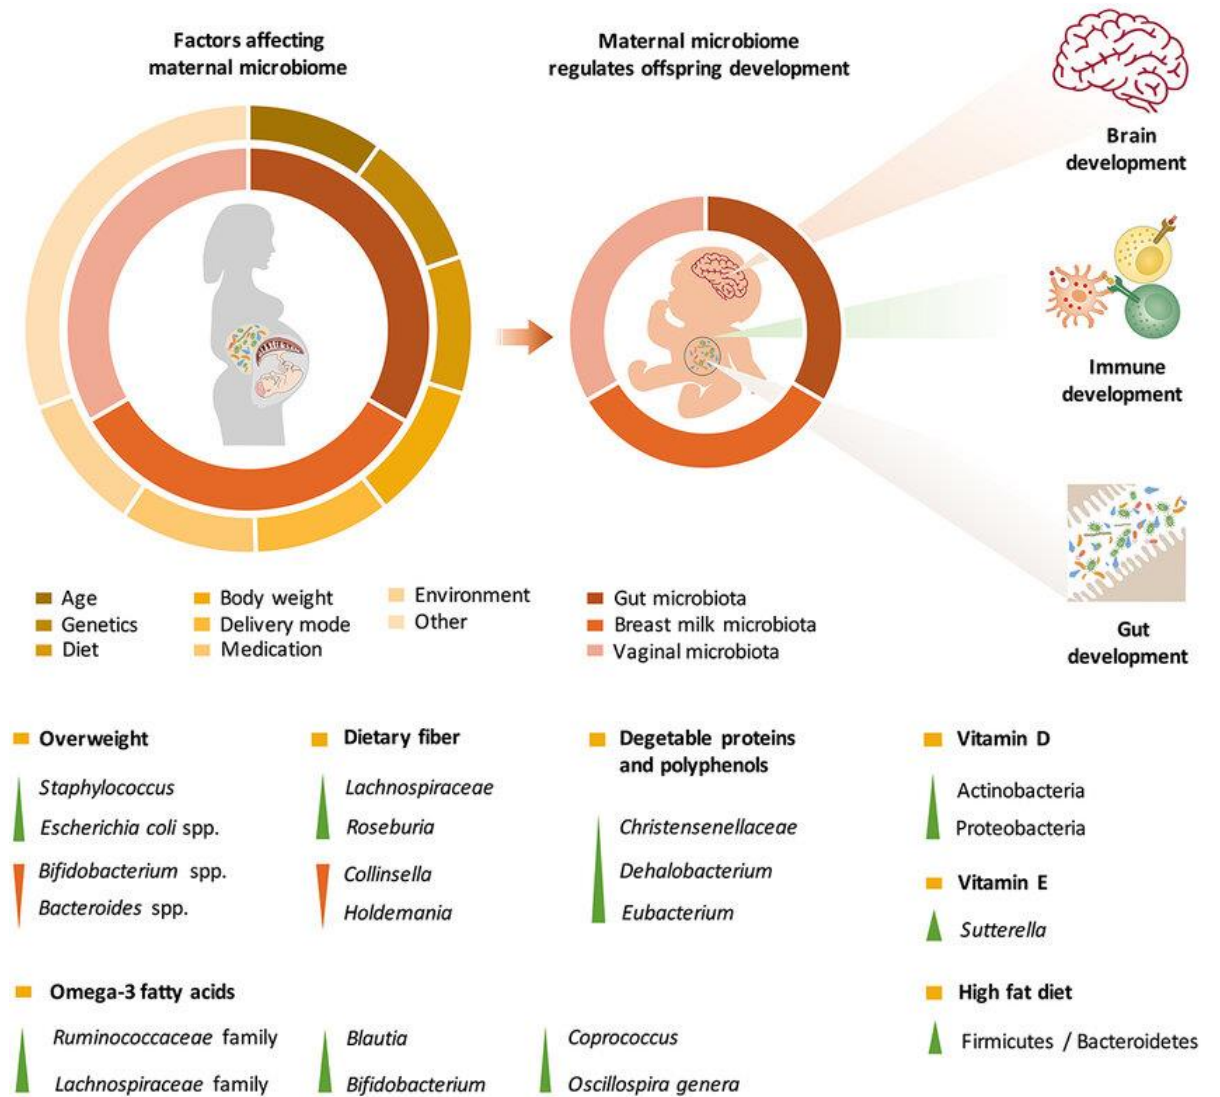 Factors affecting
maternal microbiome
Maternal microbiome
regulates offspring development
Brain
development
Immune
development
Gut
development
Age
Genetics
Diet
Body weight
Delivery mode
Medication
Environment
Other
Gut microbiota
Breast milk microbiota
Vaginal microbiota
Overweight
Staphylococcus
Escherichia coli spp.
Bifidobacterium spp.
Bacteroides spp.
Dietary fiber
Lachnospiraceae
Roseburia
Collinsella
Holdemania
Degetable proteins
and polyphenols
Christensenellaceae
Dehalobacterium
Eubacterium
Vitamin D
Actinobacteria
Proteobacteria
Vitamin E
Sutterella
Omega-3 fatty acids
Ruminococcaceae family
Lachnospiraceae family
Blautia
Bifidobacterium
Coprococcus
Oscillospira genera
High fat diet
Firmicutes / Bacteroidetes